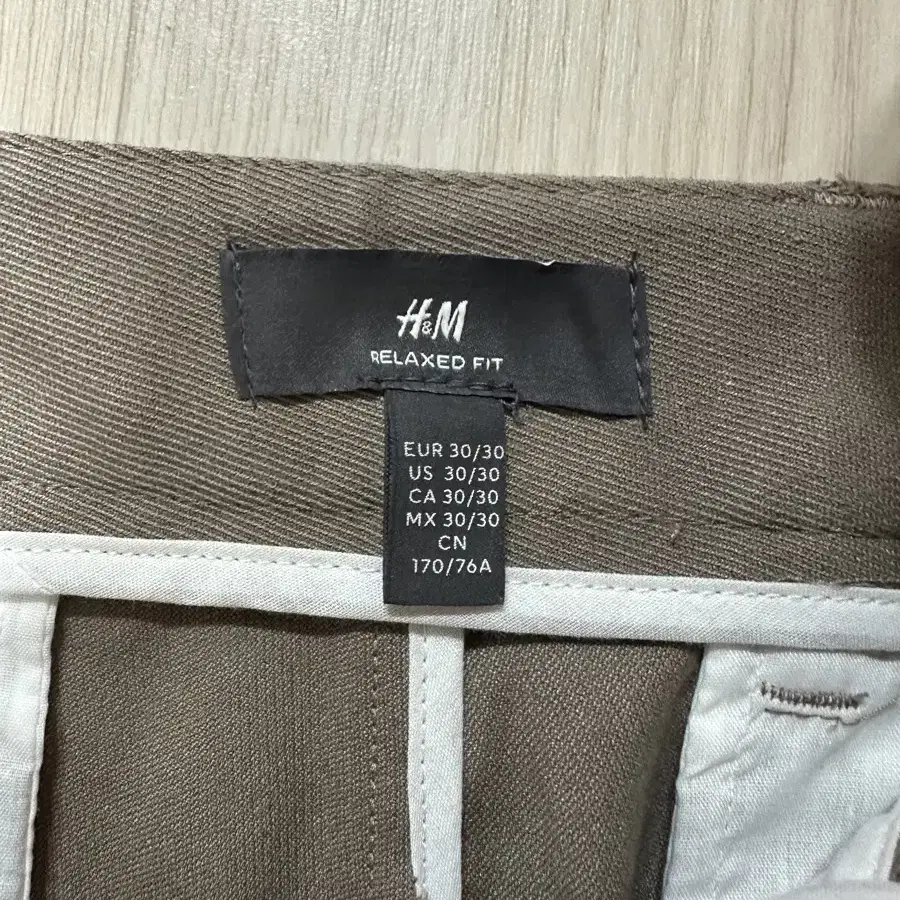 H&M
RELAXED FIT
EUR 30/30
US 30/30
CA 30/30
MX 30/30
CN
170/76A